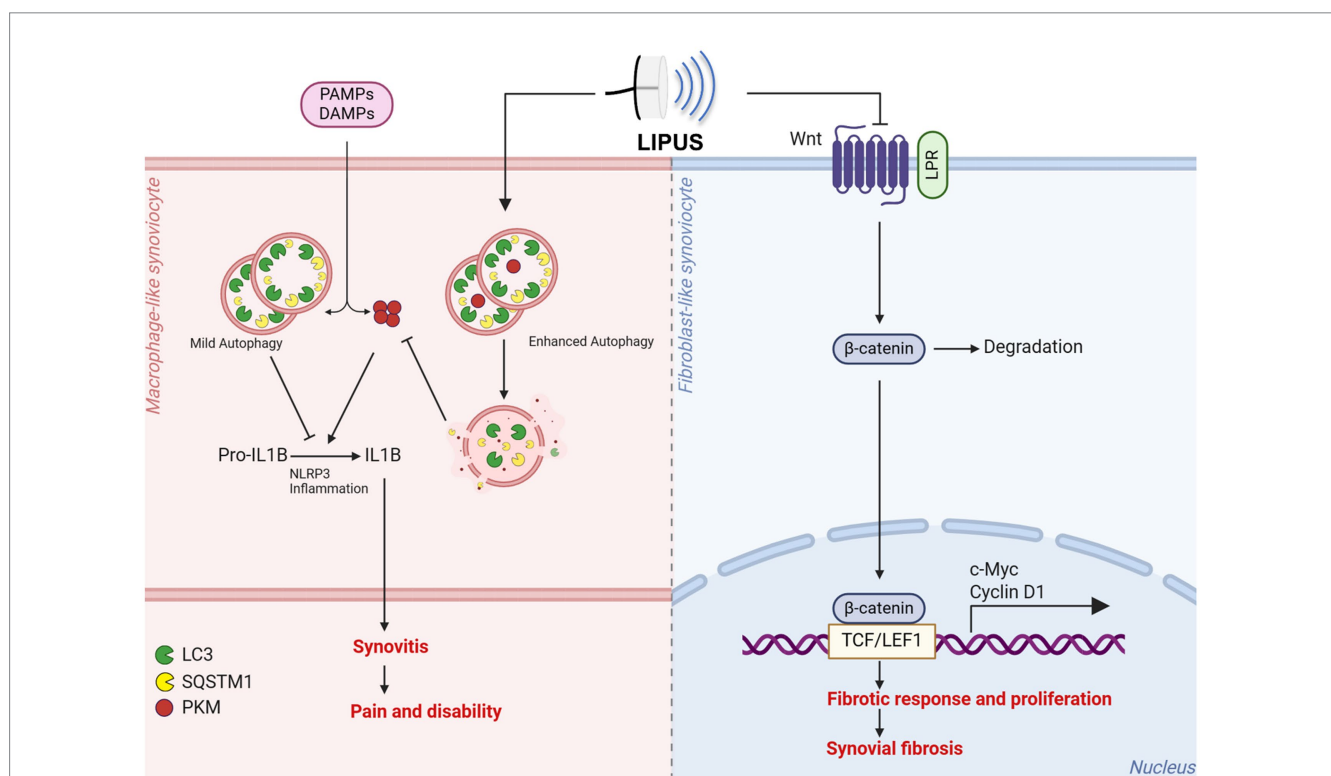 PAMPs
DAMPs
LIPUS
Wnt
LPR
Macrophage-like synoviocyte
Fibroblast-like synoviocyte
Mild Autophagy
Enhanced Autophagy
β-catenin
Degradation
Pro-IL1B
IL1B
NLRP3
Inflammation
c-Myc
Cyclin D1
β-catenin
TCF/LEF1
Synovitis
Pain and disability
LC3
SQSTM1
PKM
Fibrotic response and proliferation
Synovial fibrosis
Nucleus